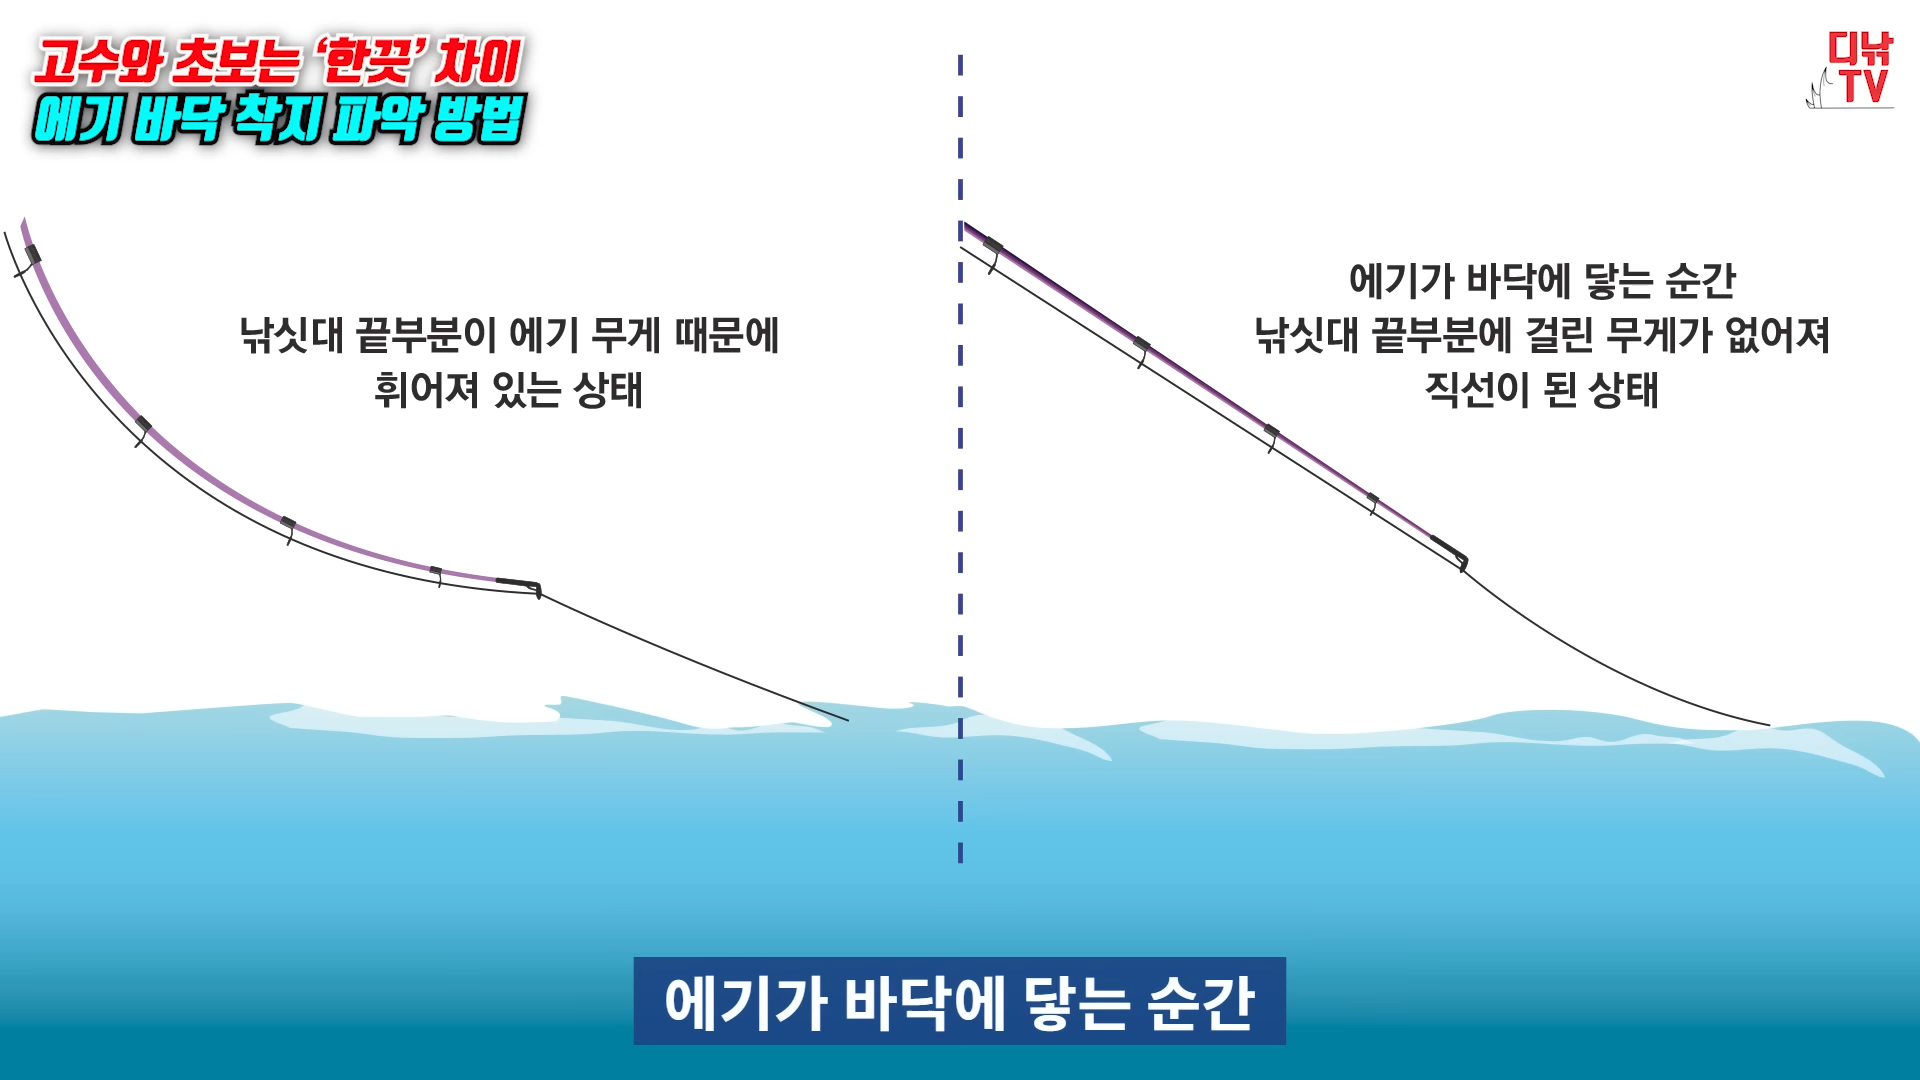 고수와 초보는 ‘한끗’ 차이
에기 바닥 착지 파악 방법
디낚
TV
낚싯대 끝부분이 에기 무게 때문에
휘어져 있는 상태
에기가 바닥에 닿는 순간
낚싯대 끝부분에 걸린 무게가 없어져
직선이 된 상태
에기가 바닥에 닿는 순간